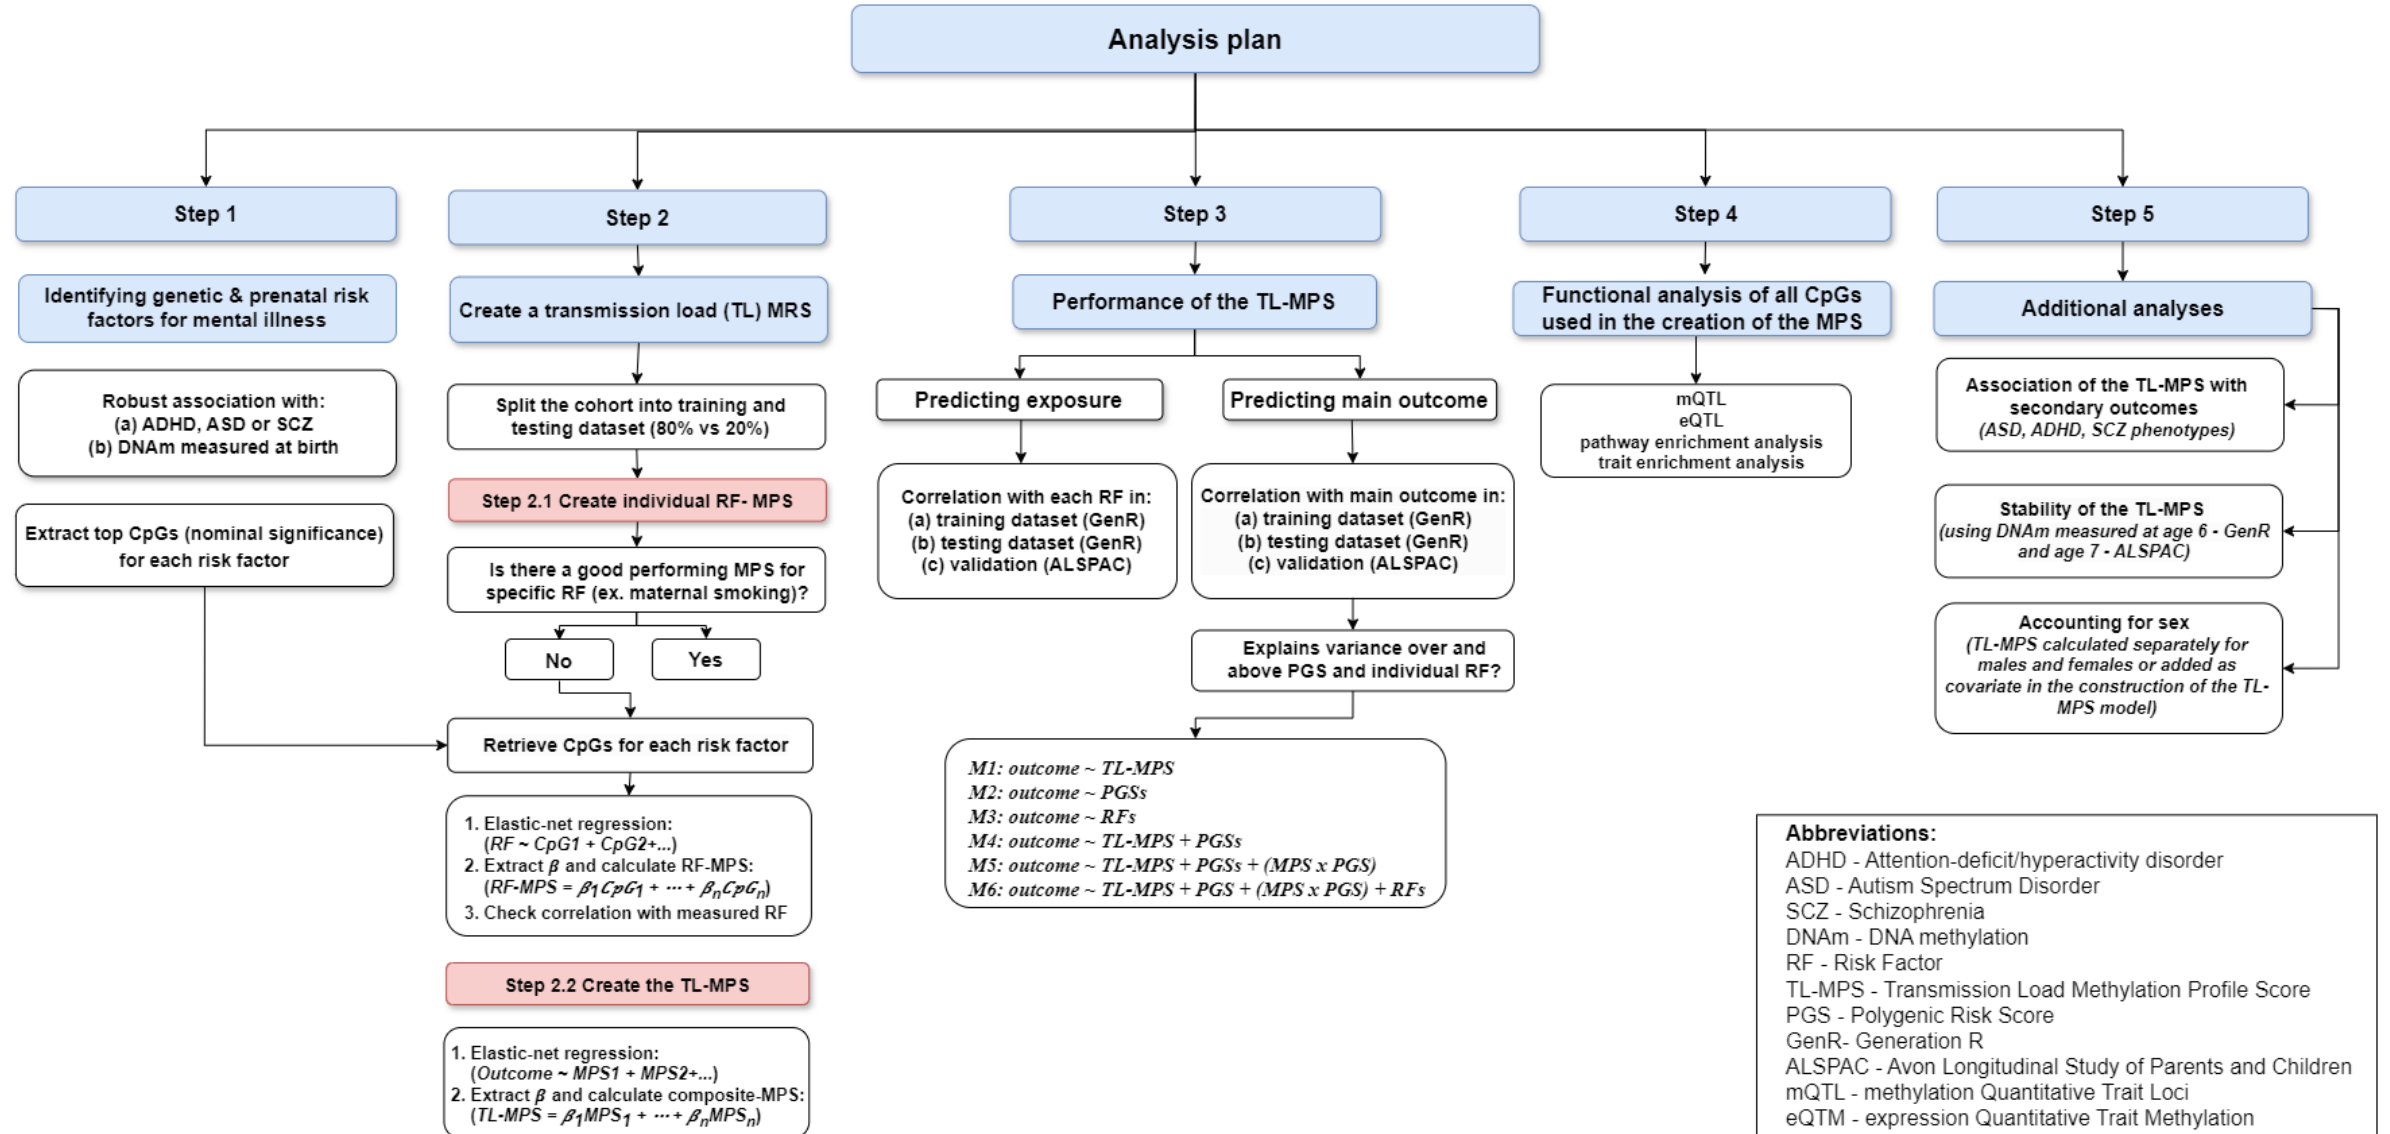 Analysis plan
Step 1
Identifying genetic & prenatal risk
factors for mental illness
Robust association with:
(a) ADHD, ASD or SCZ
(b) DNAm measured at birth
Extract top CpGs (nominal significance)
for each risk factor
Step 2
Create a transmission load (TL) MRS
Split the cohort into training and
testing dataset (80% vs 20%)
Step 2.1 Create individual RF- MPS
Is there a good performing MPS for
specific RF (ex. maternal smoking)?
No
Yes
Retrieve CpGs for each risk factor
1. Elastic-net regression:
(RF ~ CpG1 + CpG2+...)
2. Extract β and calculate RF-MPS:
(RF-MPS = β1CpG1 + ··· + βnCpGn)
3. Check correlation with measured RF
Step 2.2 Create the TL-MPS
1. Elastic-net regression:
(Outcome ~ MPS1 + MPS2+...)
2. Extract β and calculate composite-MPS:
(TL-MPS = β1MPS1 + ··· + βnMPSn)
Step 3
Performance of the TL-MPS
Predicting exposure
Correlation with each RF in:
(a) training dataset (GenR)
(b) testing dataset (GenR)
(c) validation (ALSPAC)
Predicting main outcome
Correlation with main outcome in:
(a) training dataset (GenR)
(b) testing dataset (GenR)
(c) validation (ALSPAC)
Explains variance over and
above PGS and individual RF?
M1: outcome ~ TL-MPS
M2: outcome ~ PGSs
M3: outcome ~ RFs
M4: outcome ~ TL-MPS + PGSs
M5: outcome ~ TL-MPS + PGSs + (MPS x PGS)
M6: outcome ~ TL-MPS + PGS + (MPS x PGS) + RFs
Step 4
Functional analysis of all CpGs
used in the creation of the MPS
mQTL
eQTL
pathway enrichment analysis
trait enrichment analysis
Step 5
Additional analyses
Association of the TL-MPS with
secondary outcomes
(ASD, ADHD, SCZ phenotypes)
Stability of the TL-MPS
(using DNAm measured at age 6 - GenR
and age 7 - ALSPAC)
Accounting for sex
(TL-MPS calculated separately for
males and females or added as
covariate in the construction of the TL-
MPS model)
Abbreviations:
ADHD - Attention-deficit/hyperactivity disorder
ASD - Autism Spectrum Disorder
SCZ - Schizophrenia
DNAm - DNA methylation
RF - Risk Factor
TL-MPS - Transmission Load Methylation Profile Score
PGS - Polygenic Risk Score
GenR- Generation R
ALSPAC - Avon Longitudinal Study of Parents and Children
mQTL - methylation Quantitative Trait Loci
eQTM - expression Quantitative Trait Methylation